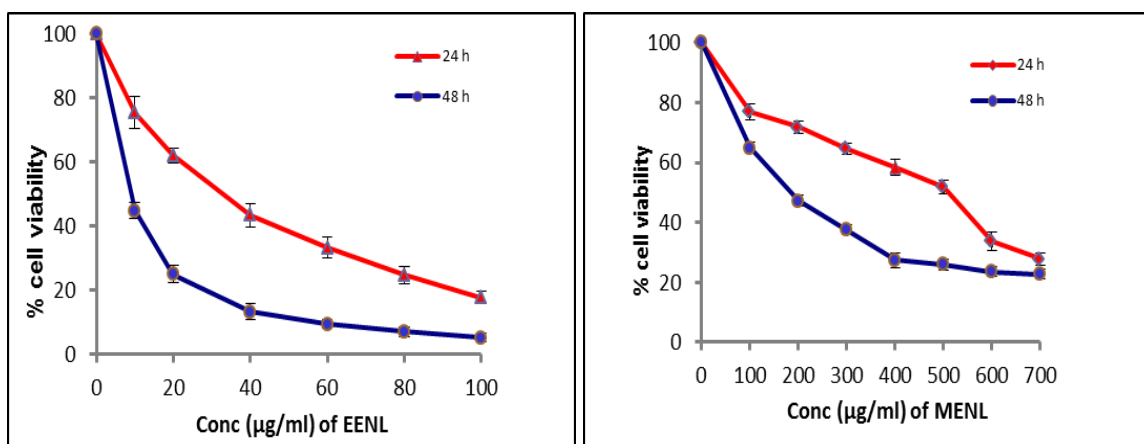 100
80
60
40
20
0
% cell viability
24 h
48 h
0 20 40 60 80 100
Conc (µg/ml) of EENL
100
80
60
40
20
0
% cell viability
24 h
48 h
0 100 200 300 400 500 600 700
Conc (µg/ml) of MENL